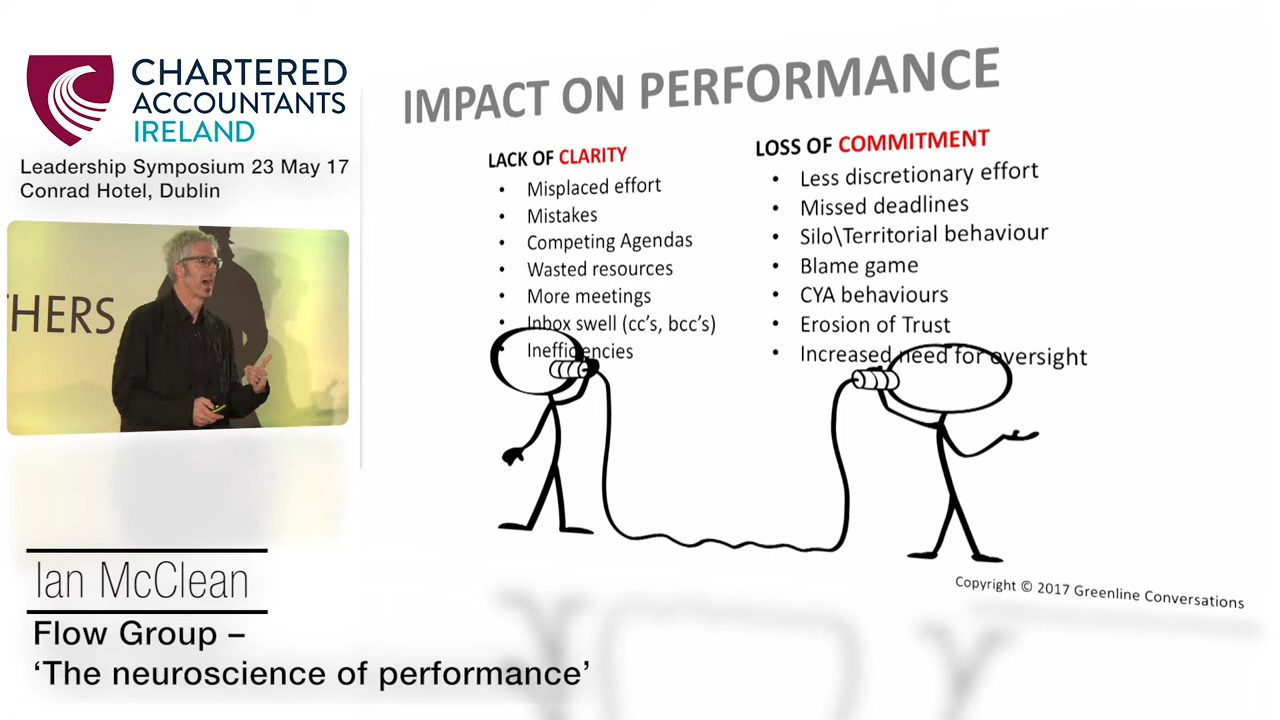 CHARTERED
ACCOUNTANTS
IRELAND
Leadership Symposium 23 May 17
Conrad Hotel, Dublin
THERS
Ian McClean
Flow Group –
‘The neuroscience of performance’
IMPACT ON PERFORMANCE
LACK OF CLARITY
• Misplaced effort
• Mistakes
• Competing Agendas
• Wasted resources
• More meetings
• Inbox swell (cc’s, bcc’s)
• Inefficiencies
LOSS OF COMMITMENT
• Less discretionary effort
• Missed deadlines
• Silo\Territorial behaviour
• Blame game
• CYA behaviours
• Erosion of Trust
• Increased need for oversight
Copyright © 2017 Greenline Conversations